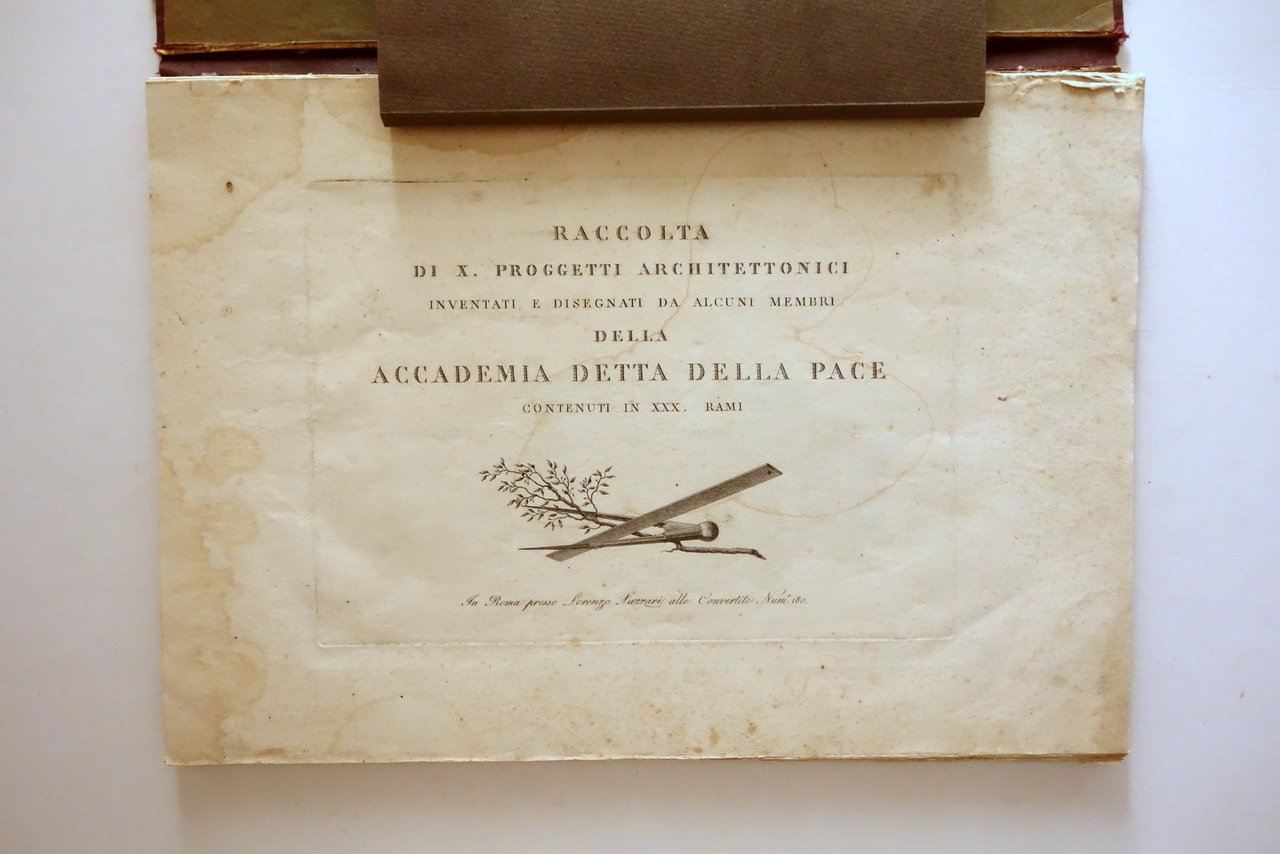 RACCOLTA
DI X. PROGGETTI ARCHITETTONICI
INVENTATI, E DISEGNATI DA ALCUNI MEMBRI
DELLA
ACCADEMIA DETTA DELLA PACE
CONTENUTI IN XXX. RAMI
In Roma presso Lorenzo Lazzari alle Convertite Num.º 180.